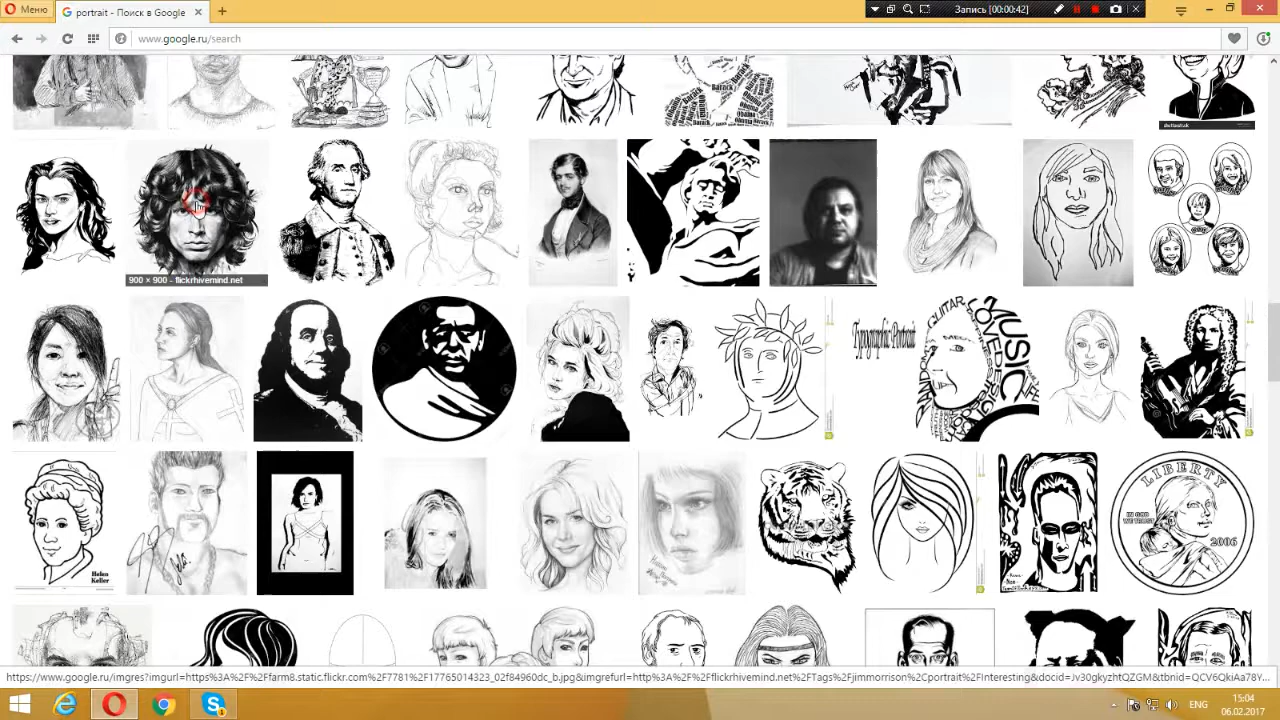 Меню
portrait - Поиск в Google
Запись [00:00:42]
www.google.ru/search
900 × 900 - flickrhivemind.net
Typographic Portrait
GUITAR
MUSIC
Helen
Keller
LIBERTY
IN GOD
WE TRUST
2006
https://www.google.ru/imgres?imgurl=https%3A%2F%2Ffarm8.static.flickr.com%2F7781%2F17765014323_02f849600c_b.jpg&imgrefurl=http%3A%2F%2Fflickrhivemind.net%2FTags%2Fjimmorrison%2Cportrait%2FInteresting&docid=Jv30gkyzhtQZGM&tbnid=QCV6QkiAa78Y...
ENG
15:04
06.02.2017